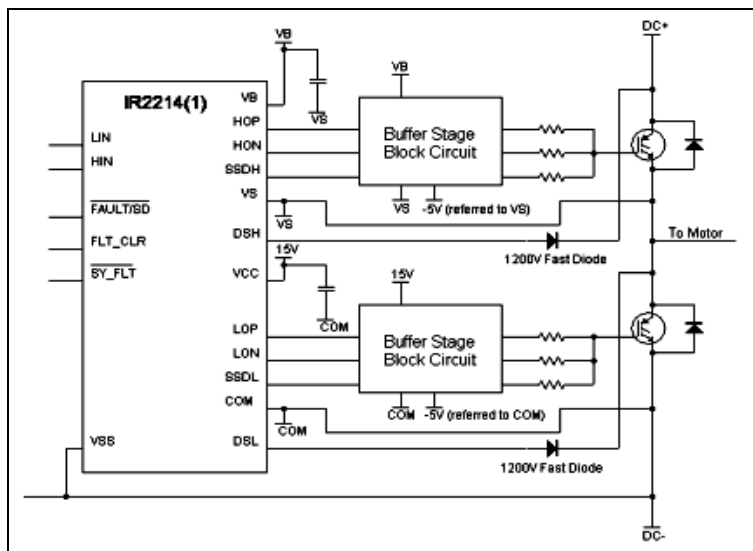 DC+
VB
IR2214(1)
VB
VB
VS
HOP
HON
SSDH
Buffer Stage
Block Circuit
LIN
HIN
VS
VS
VS
-5V (referred to VS)
FAULT/SD
DSH
To Motor
FLT_CLR
15V
1200V Fast Diode
SY_FLT
VCC
15V
COM
LOP
LON
SSDL
Buffer Stage
Block Circuit
COM
COM
COM
-5V (referred to COM)
VSS
DSL
1200V Fast Diode
DC-